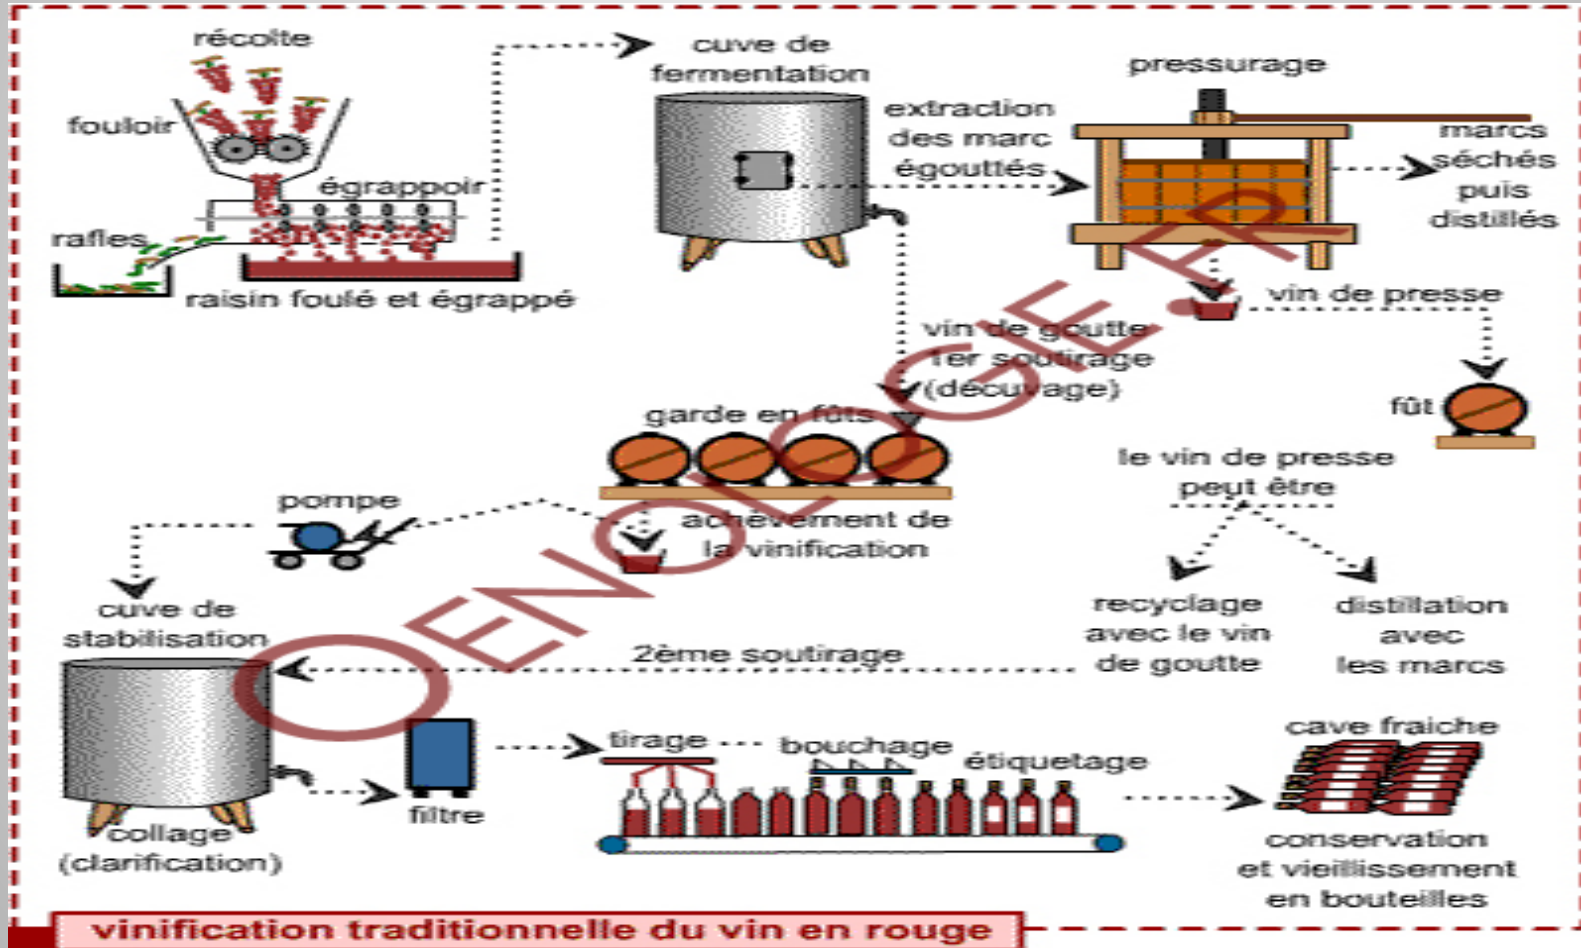 récolte
fouloir
égrappoir
rafles
raisin foulé et égrappé
cuve de
fermentation
extraction
des marc
égouttés
pressurage
marcs
séchés
puis
distillés
vin de presse
fût
vin de goutte
1er soutirage
(décuvage)
garde en fûts
achèvement de
la vinification
pompe
le vin de presse
peut être
recyclage
avec le vin
de goutte
distillation
avec
les marcs
cuve de
stabilisation
2ème soutirage
collage
(clarification)
filtre
tirage
bouchage
étiquetage
cave fraiche
conservation
et vieillissement
en bouteilles
OENOLOGIE.FR
vinification traditionnelle du vin en rouge